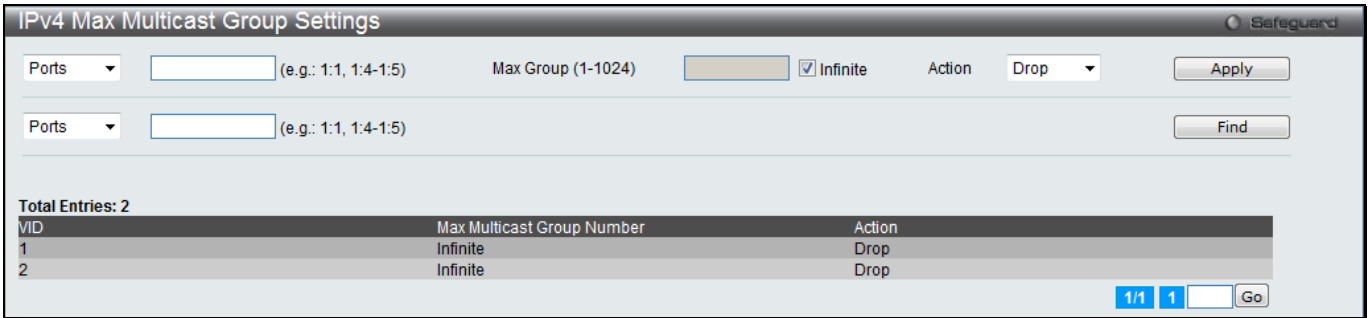 IPv4 Max Multicast Group Settings Safeguard
Ports (e.g.: 1:1, 1:4-1:5) Max Group (1-1024) Infinite Action Drop Apply
Ports (e.g.: 1:1, 1:4-1:5) Find
Total Entries: 2
VID Max Multicast Group Number Action
1 Infinite Drop
2 Infinite Drop
1/1 1 Go